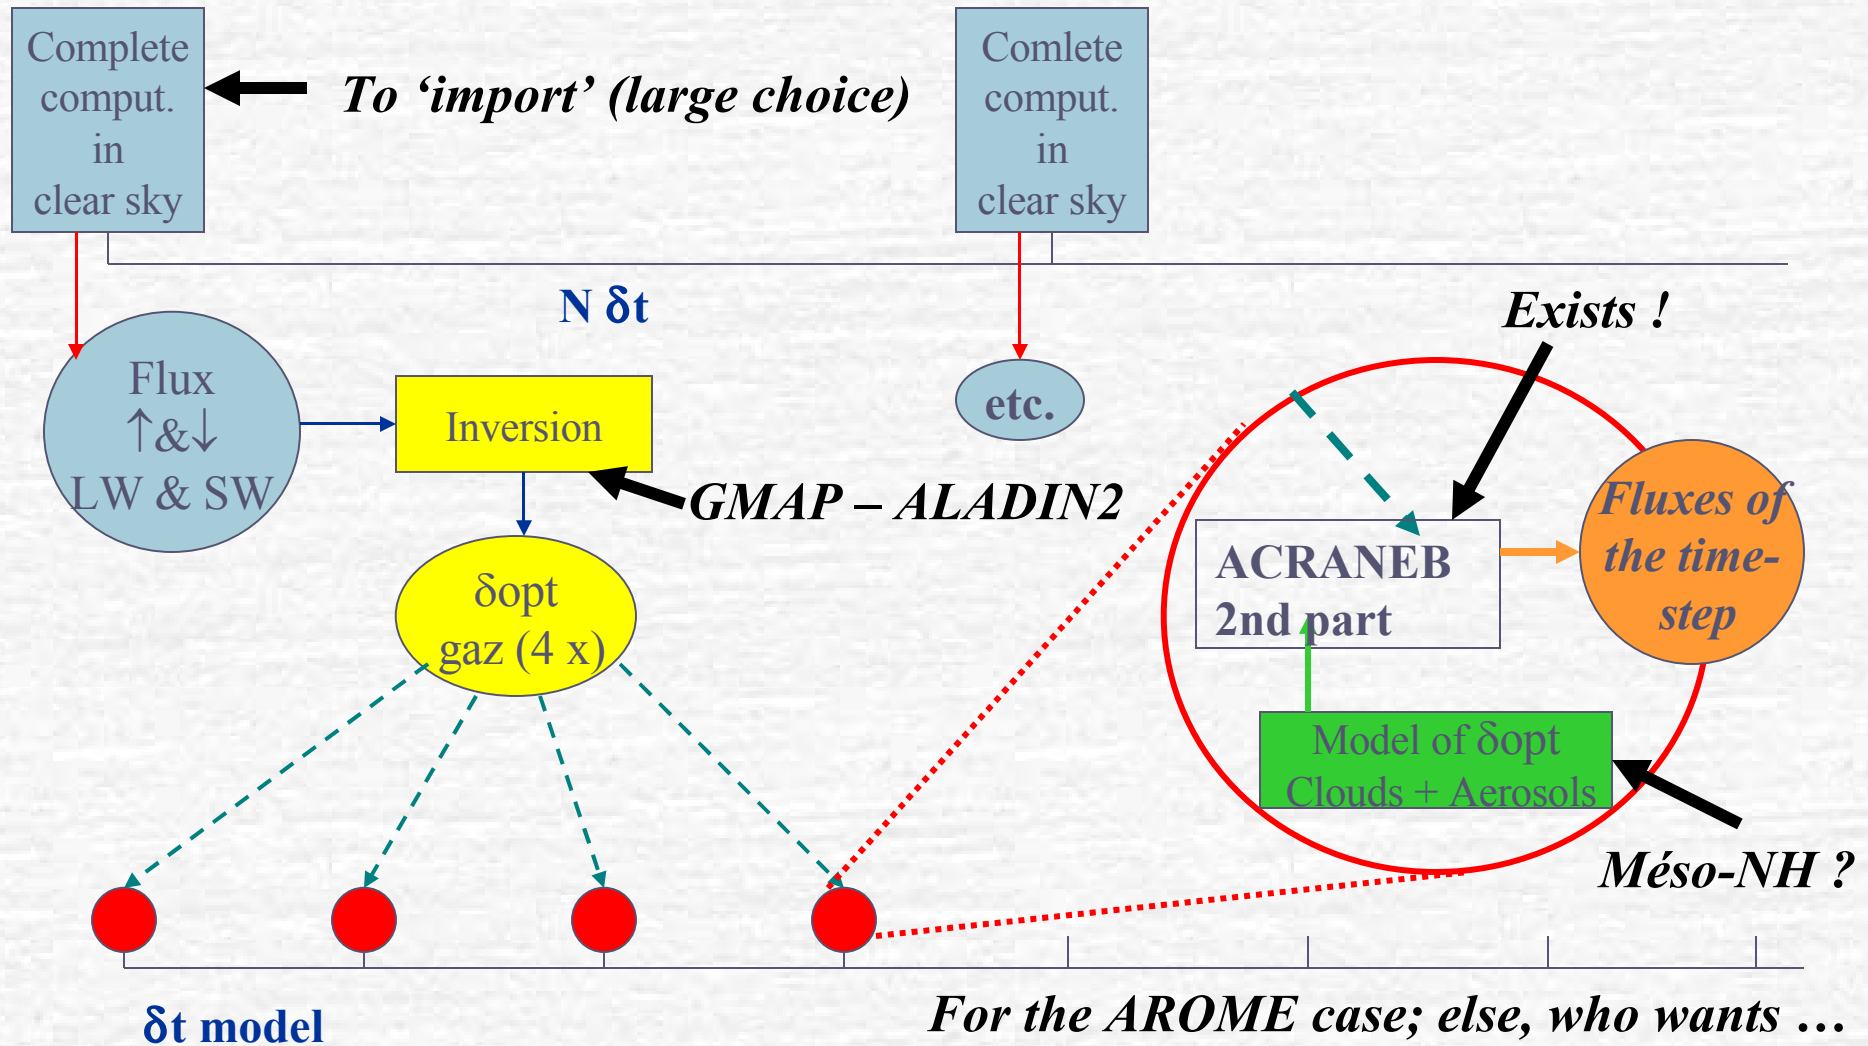 Complete
comput.
in
clear sky
To ‘import’ (large choice)
Comlete
comput.
in
clear sky
N δt
Exists !
Flux
↑&↓
LW & SW
Inversion
etc.
GMAP – ALADIN2
δopt
gaz (4 x)
ACRANEB
2nd part
Fluxes of
the time-
step
Model of δopt
Clouds + Aerosols
Méso-NH ?
δt model
For the AROME case; else, who wants …